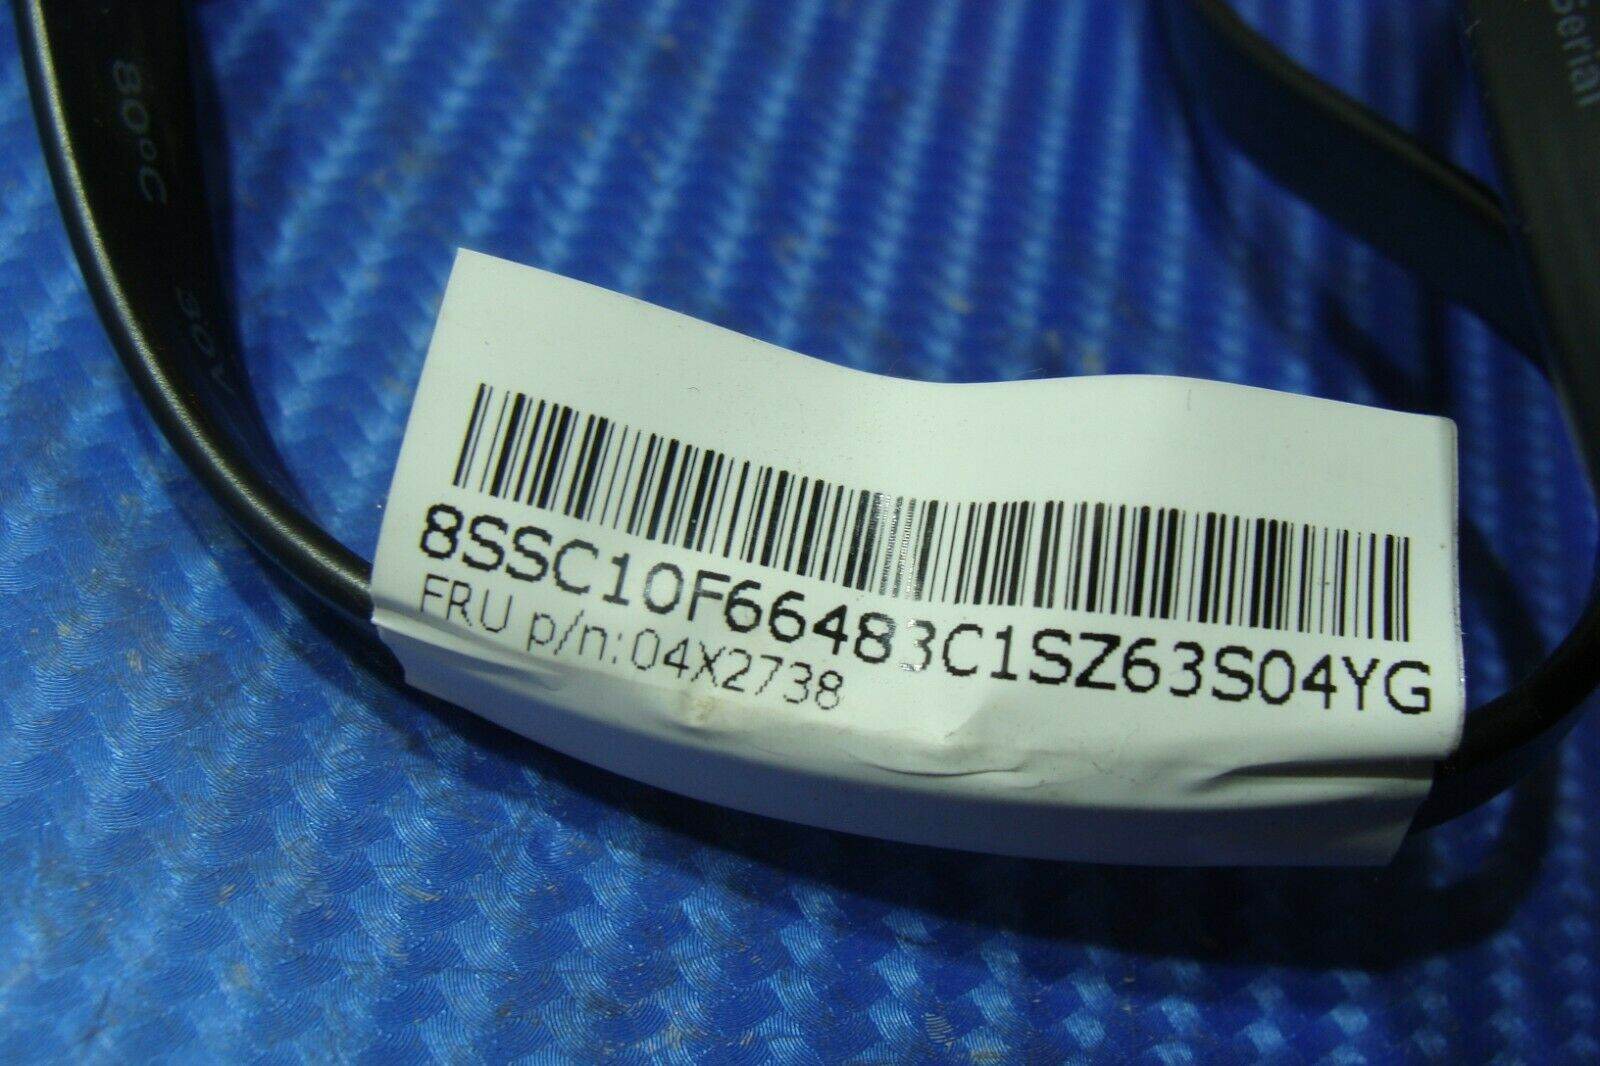 80°C
30V
Serial
8SSC10F66483C1SZ63S04YG
FRU p/n:04X2738